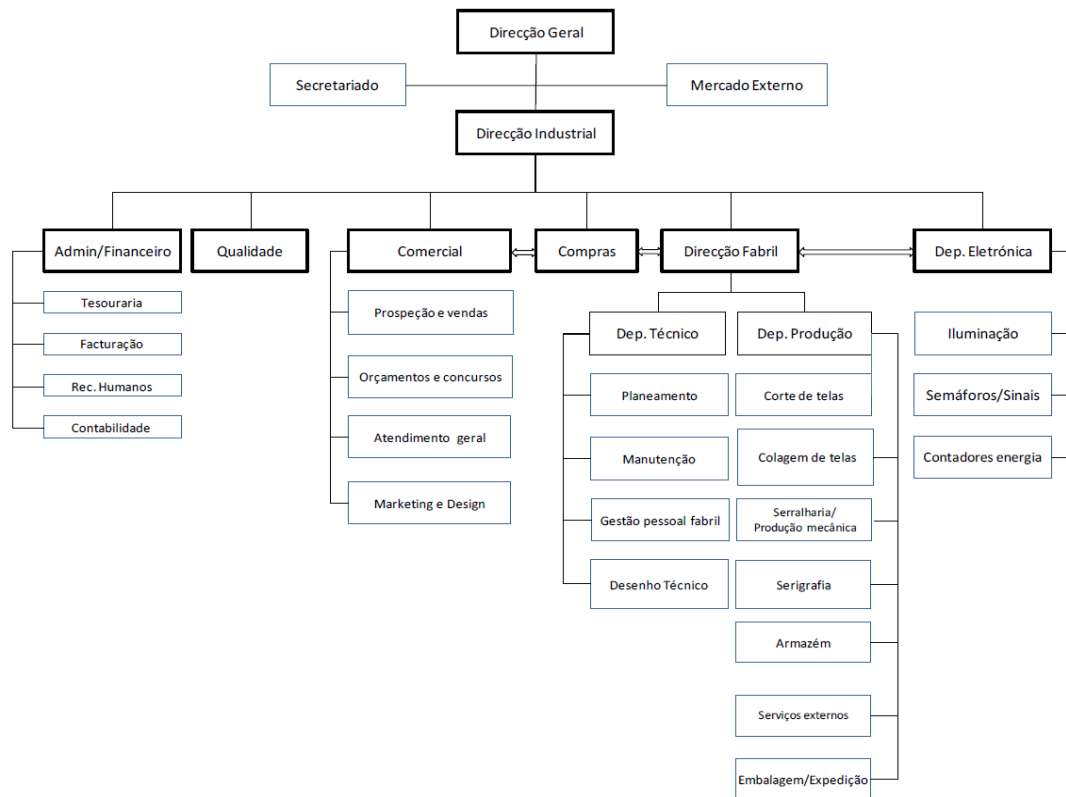 Direcção Geral
Secretariado
Mercado Externo
Direcção Industrial
Admin/Financeiro
Qualidade
Comercial
Compras
Direcção Fabril
Dep. Eletrónica
Tesouraria
Facturação
Rec. Humanos
Contabilidade
Prospeção e vendas
Orçamentos e concursos
Atendimento geral
Marketing e Design
Dep. Técnico
Planeamento
Manutenção
Gestão pessoal fabril
Desenho Técnico
Dep. Produção
Corte de telas
Colagem de telas
Serralharia/
Produção mecânica
Serigrafia
Armazém
Serviços externos
Embalagem/Expedição
Iluminação
Semáforos/Sinais
Contadores energia